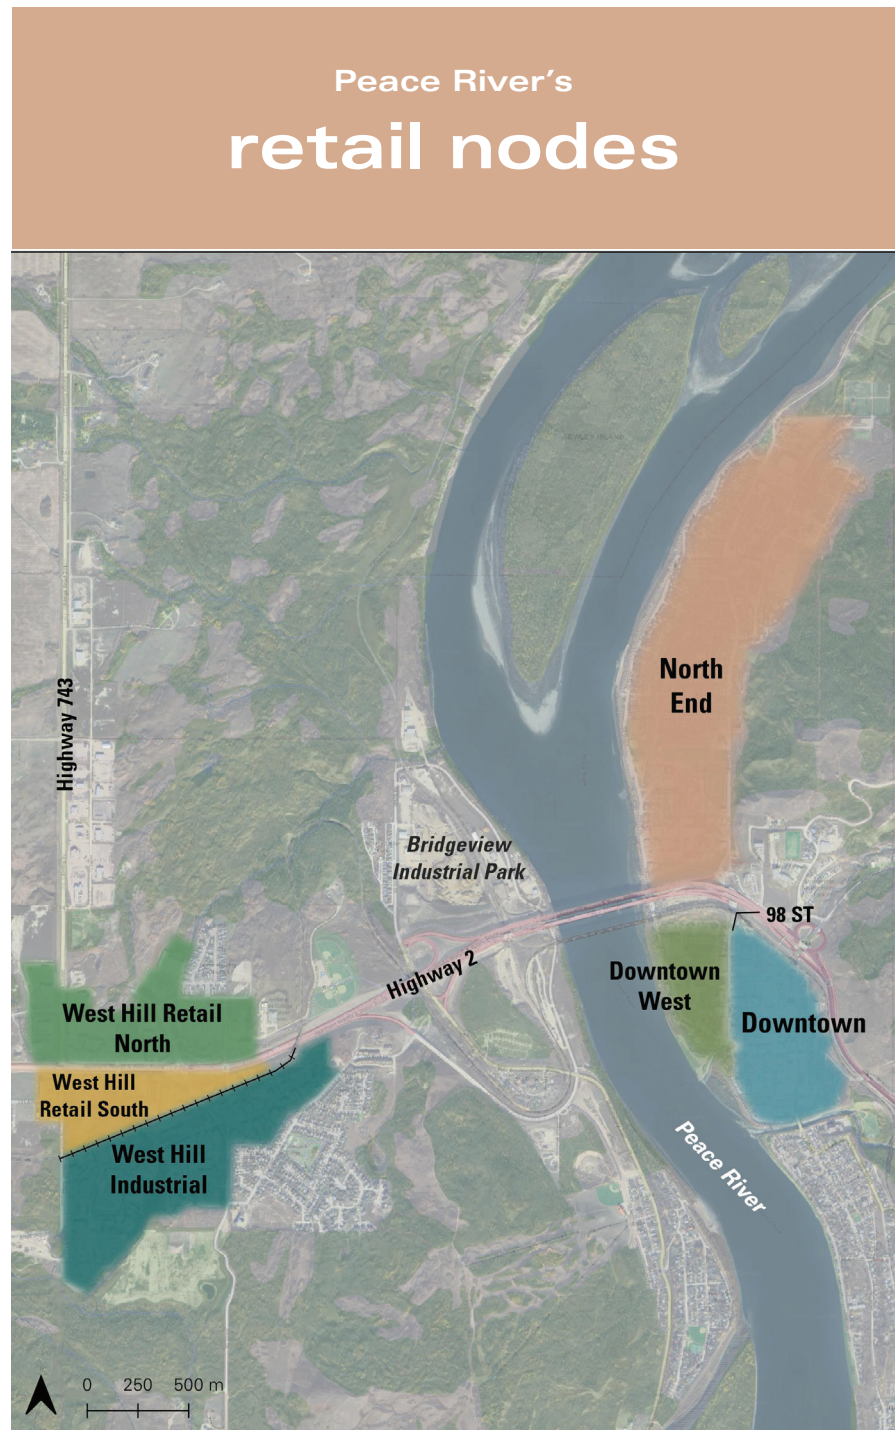 Peace River's
retail nodes
North
End
Highway 743
Bridgeview
Industrial Park
98 ST
Highway 2
Downtown
West
West Hill Retail
North
Downtown
West Hill
Retail South
West Hill
Industrial
Peace River
0 250 500 m